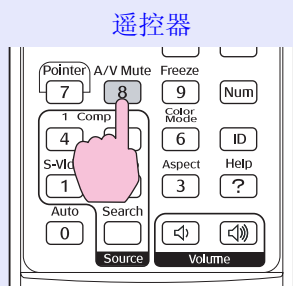 遥控器
Pointer A/V Mute Freeze
7 8 9 Num
1 Comp Color Mode
4 6 ID
Aspect Help
1 3 ?
Auto Search
0
Source Volume